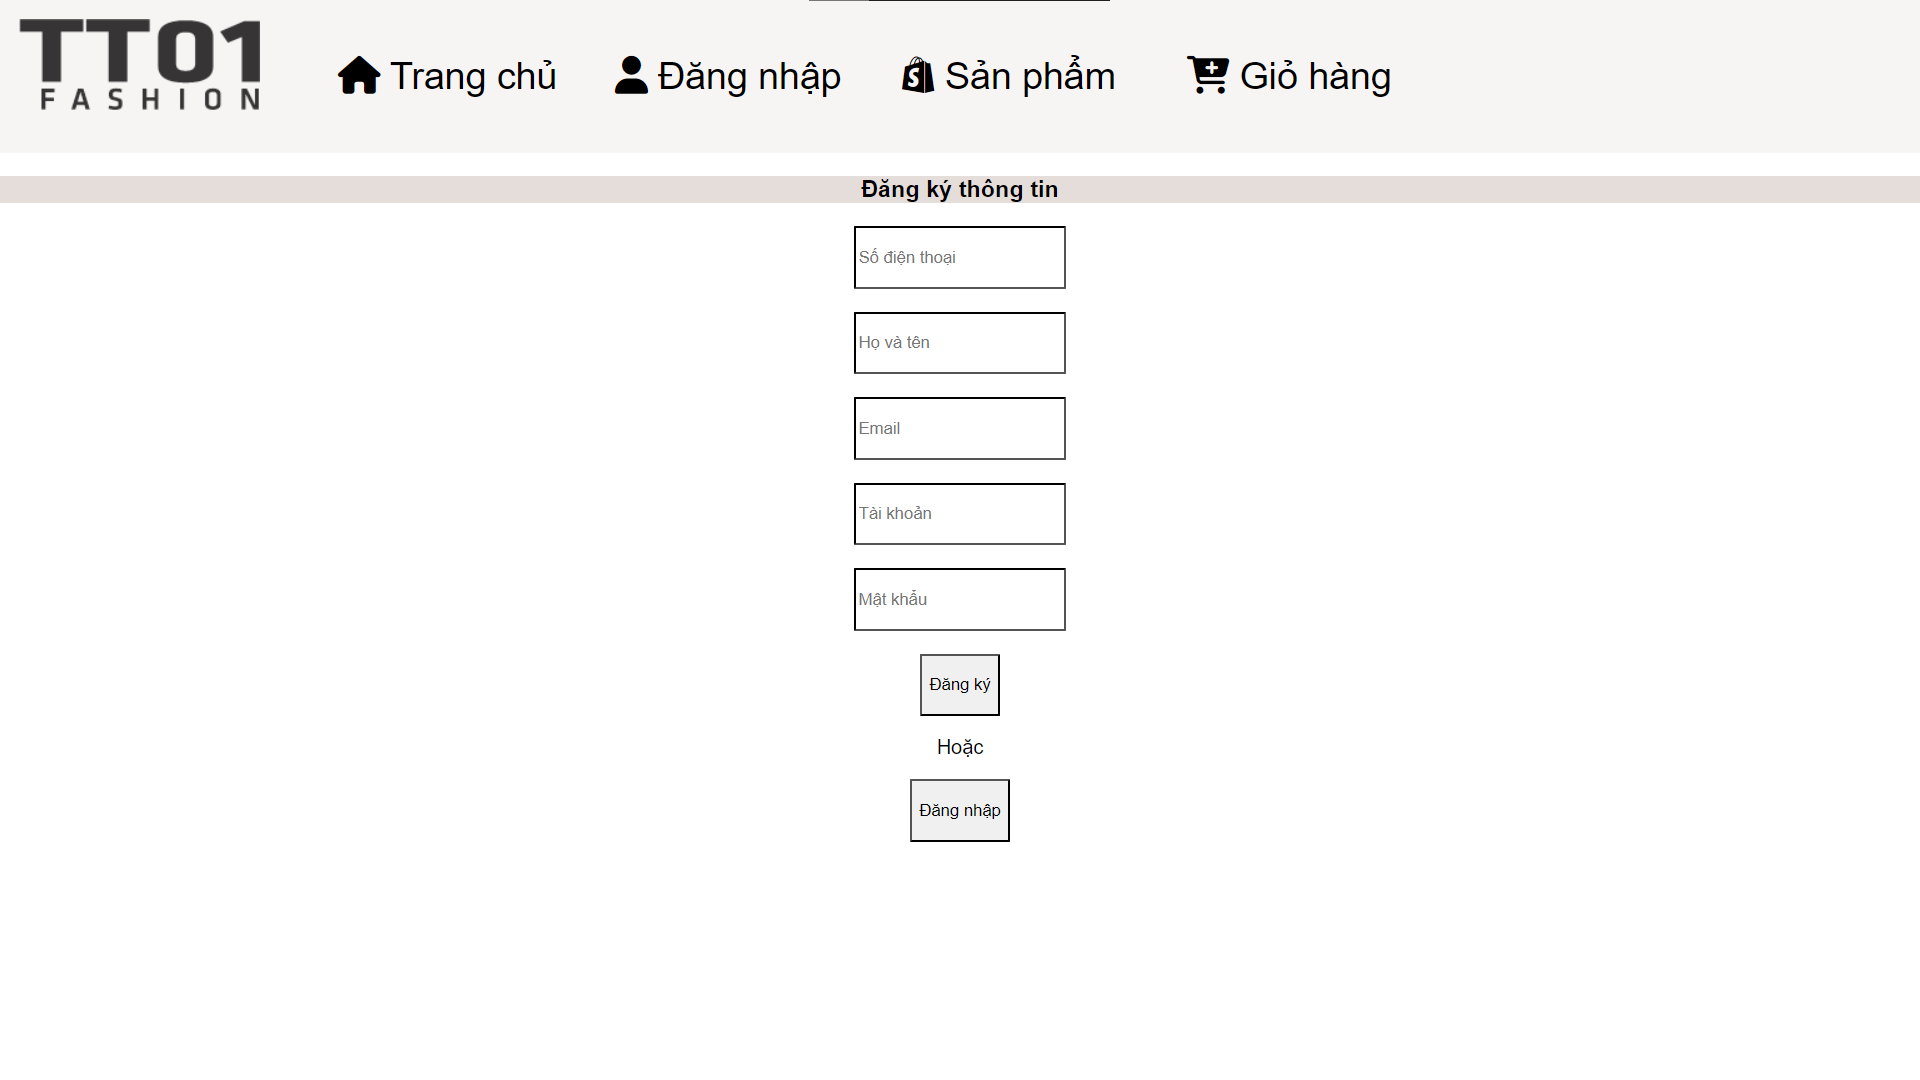 TT01
FASHION
Trang chủ
Đăng nhập
Sản phẩm
Giỏ hàng
Đăng ký thông tin
Số điện thoại
Họ và tên
Email
Tài khoản
Mật khẩu
Đăng ký
Hoặc
Đăng nhập